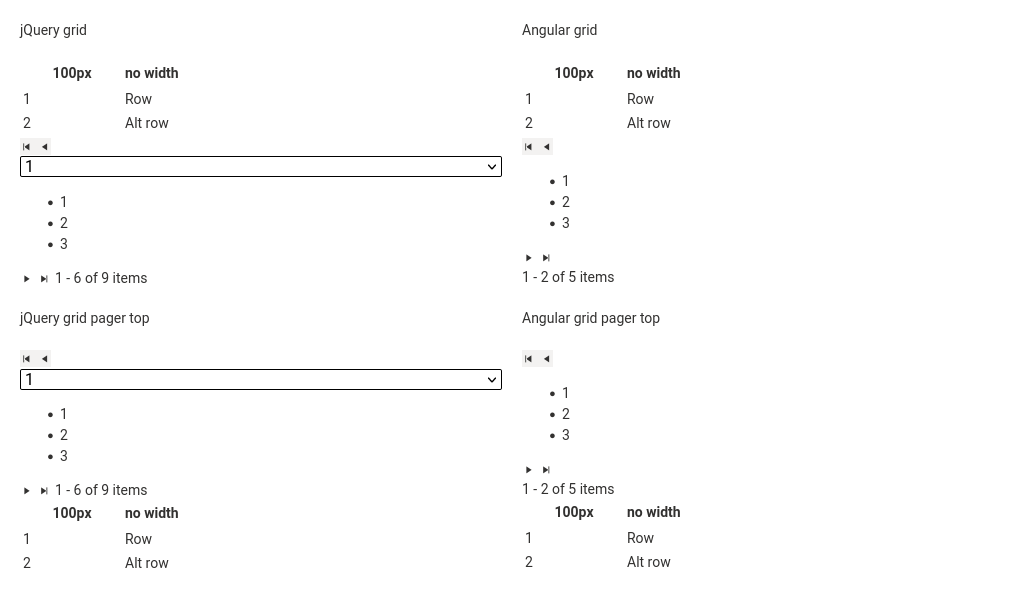 jQuery grid
100px no width
1 Row
2 Alt row
1
1
2
3
1 - 6 of 9 items
Angular grid
100px no width
1 Row
2 Alt row
1
2
3
1 - 2 of 5 items
jQuery grid pager top
1
1
2
3
1 - 6 of 9 items
100px no width
1 Row
2 Alt row
Angular grid pager top
1
2
3
1 - 2 of 5 items
100px no width
1 Row
2 Alt row